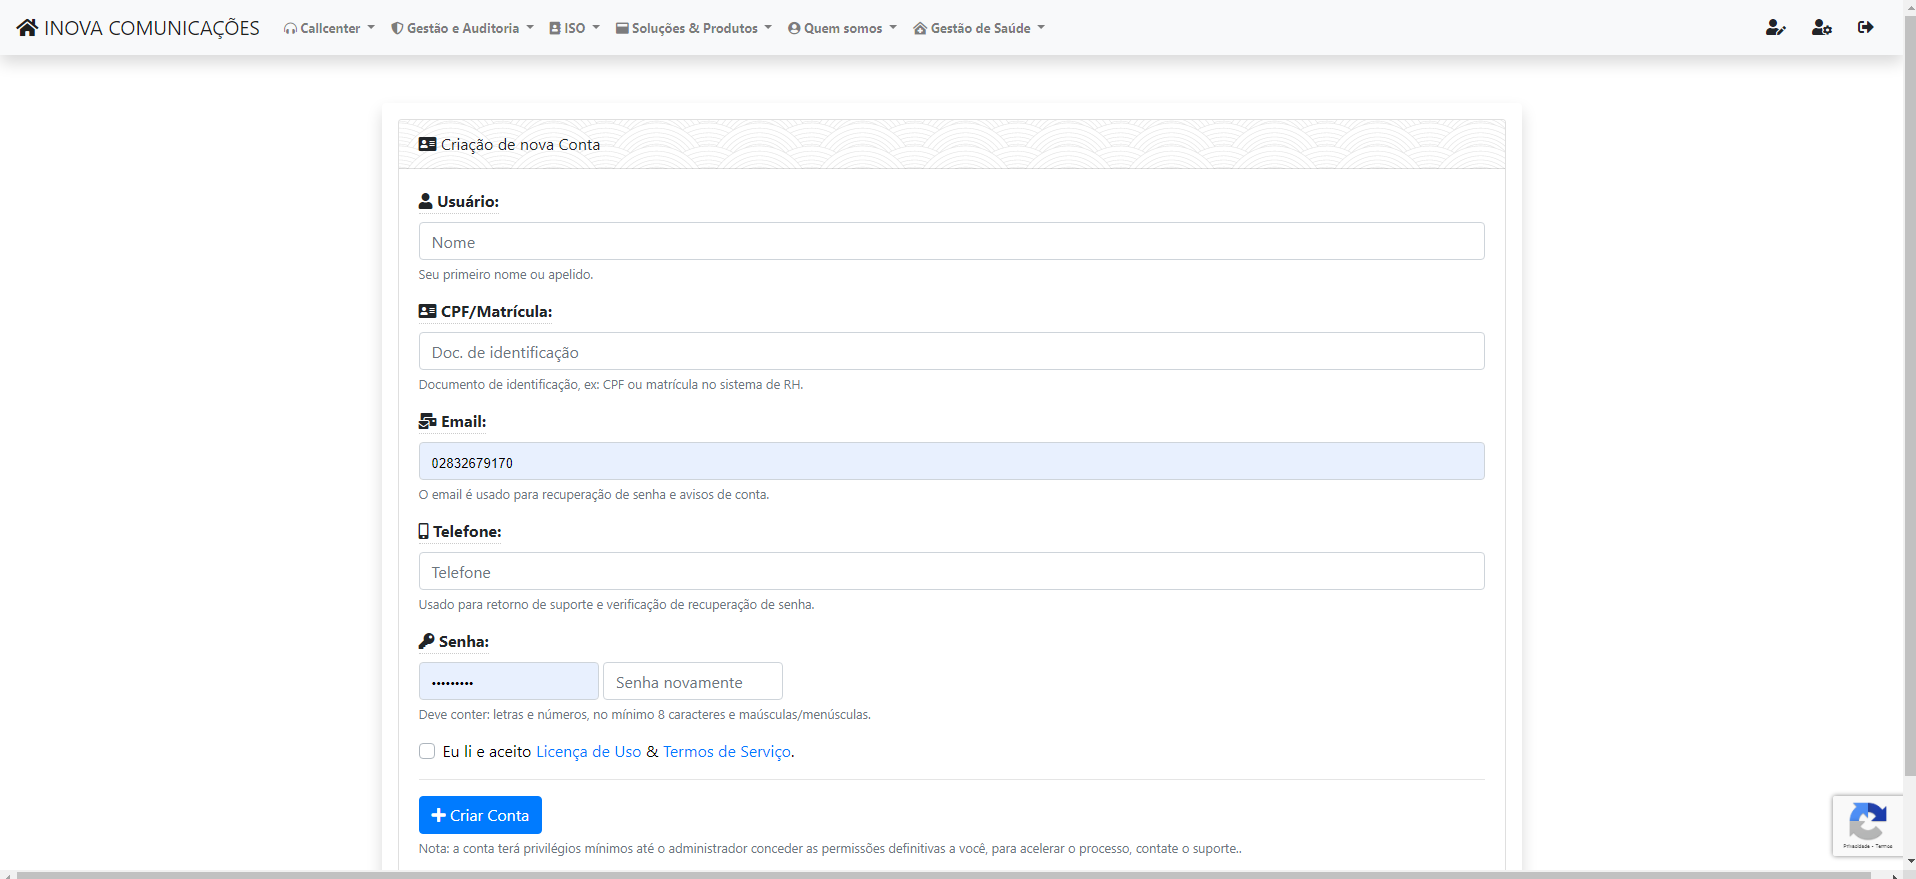 INOVA COMUNICAÇÕES Callcenter Gestão e Auditoria ISO Soluções & Produtos Quem somos Gestão de Saúde
Criação de nova Conta
Usuário:
Nome
Seu primeiro nome ou apelido.
CPF/Matrícula:
Doc. de identificação
Documento de identificação, ex: CPF ou matrícula no sistema de RH.
Email:
02832679170
O email é usado para recuperação de senha e avisos de conta.
Telefone:
Telefone
Usado para retorno de suporte e verificação de recuperação de senha.
Senha:
••••••••• Senha novamente
Deve conter: letras e números, no mínimo 8 caracteres e maúsculas/menúsculas.
Eu li e aceito Licença de Uso & Termos de Serviço.
Criar Conta
Nota: a conta terá privilégios mínimos até o administrador conceder as permissões definitivas a você, para acelerar o processo, contate o suporte..
Privacidade - Termos